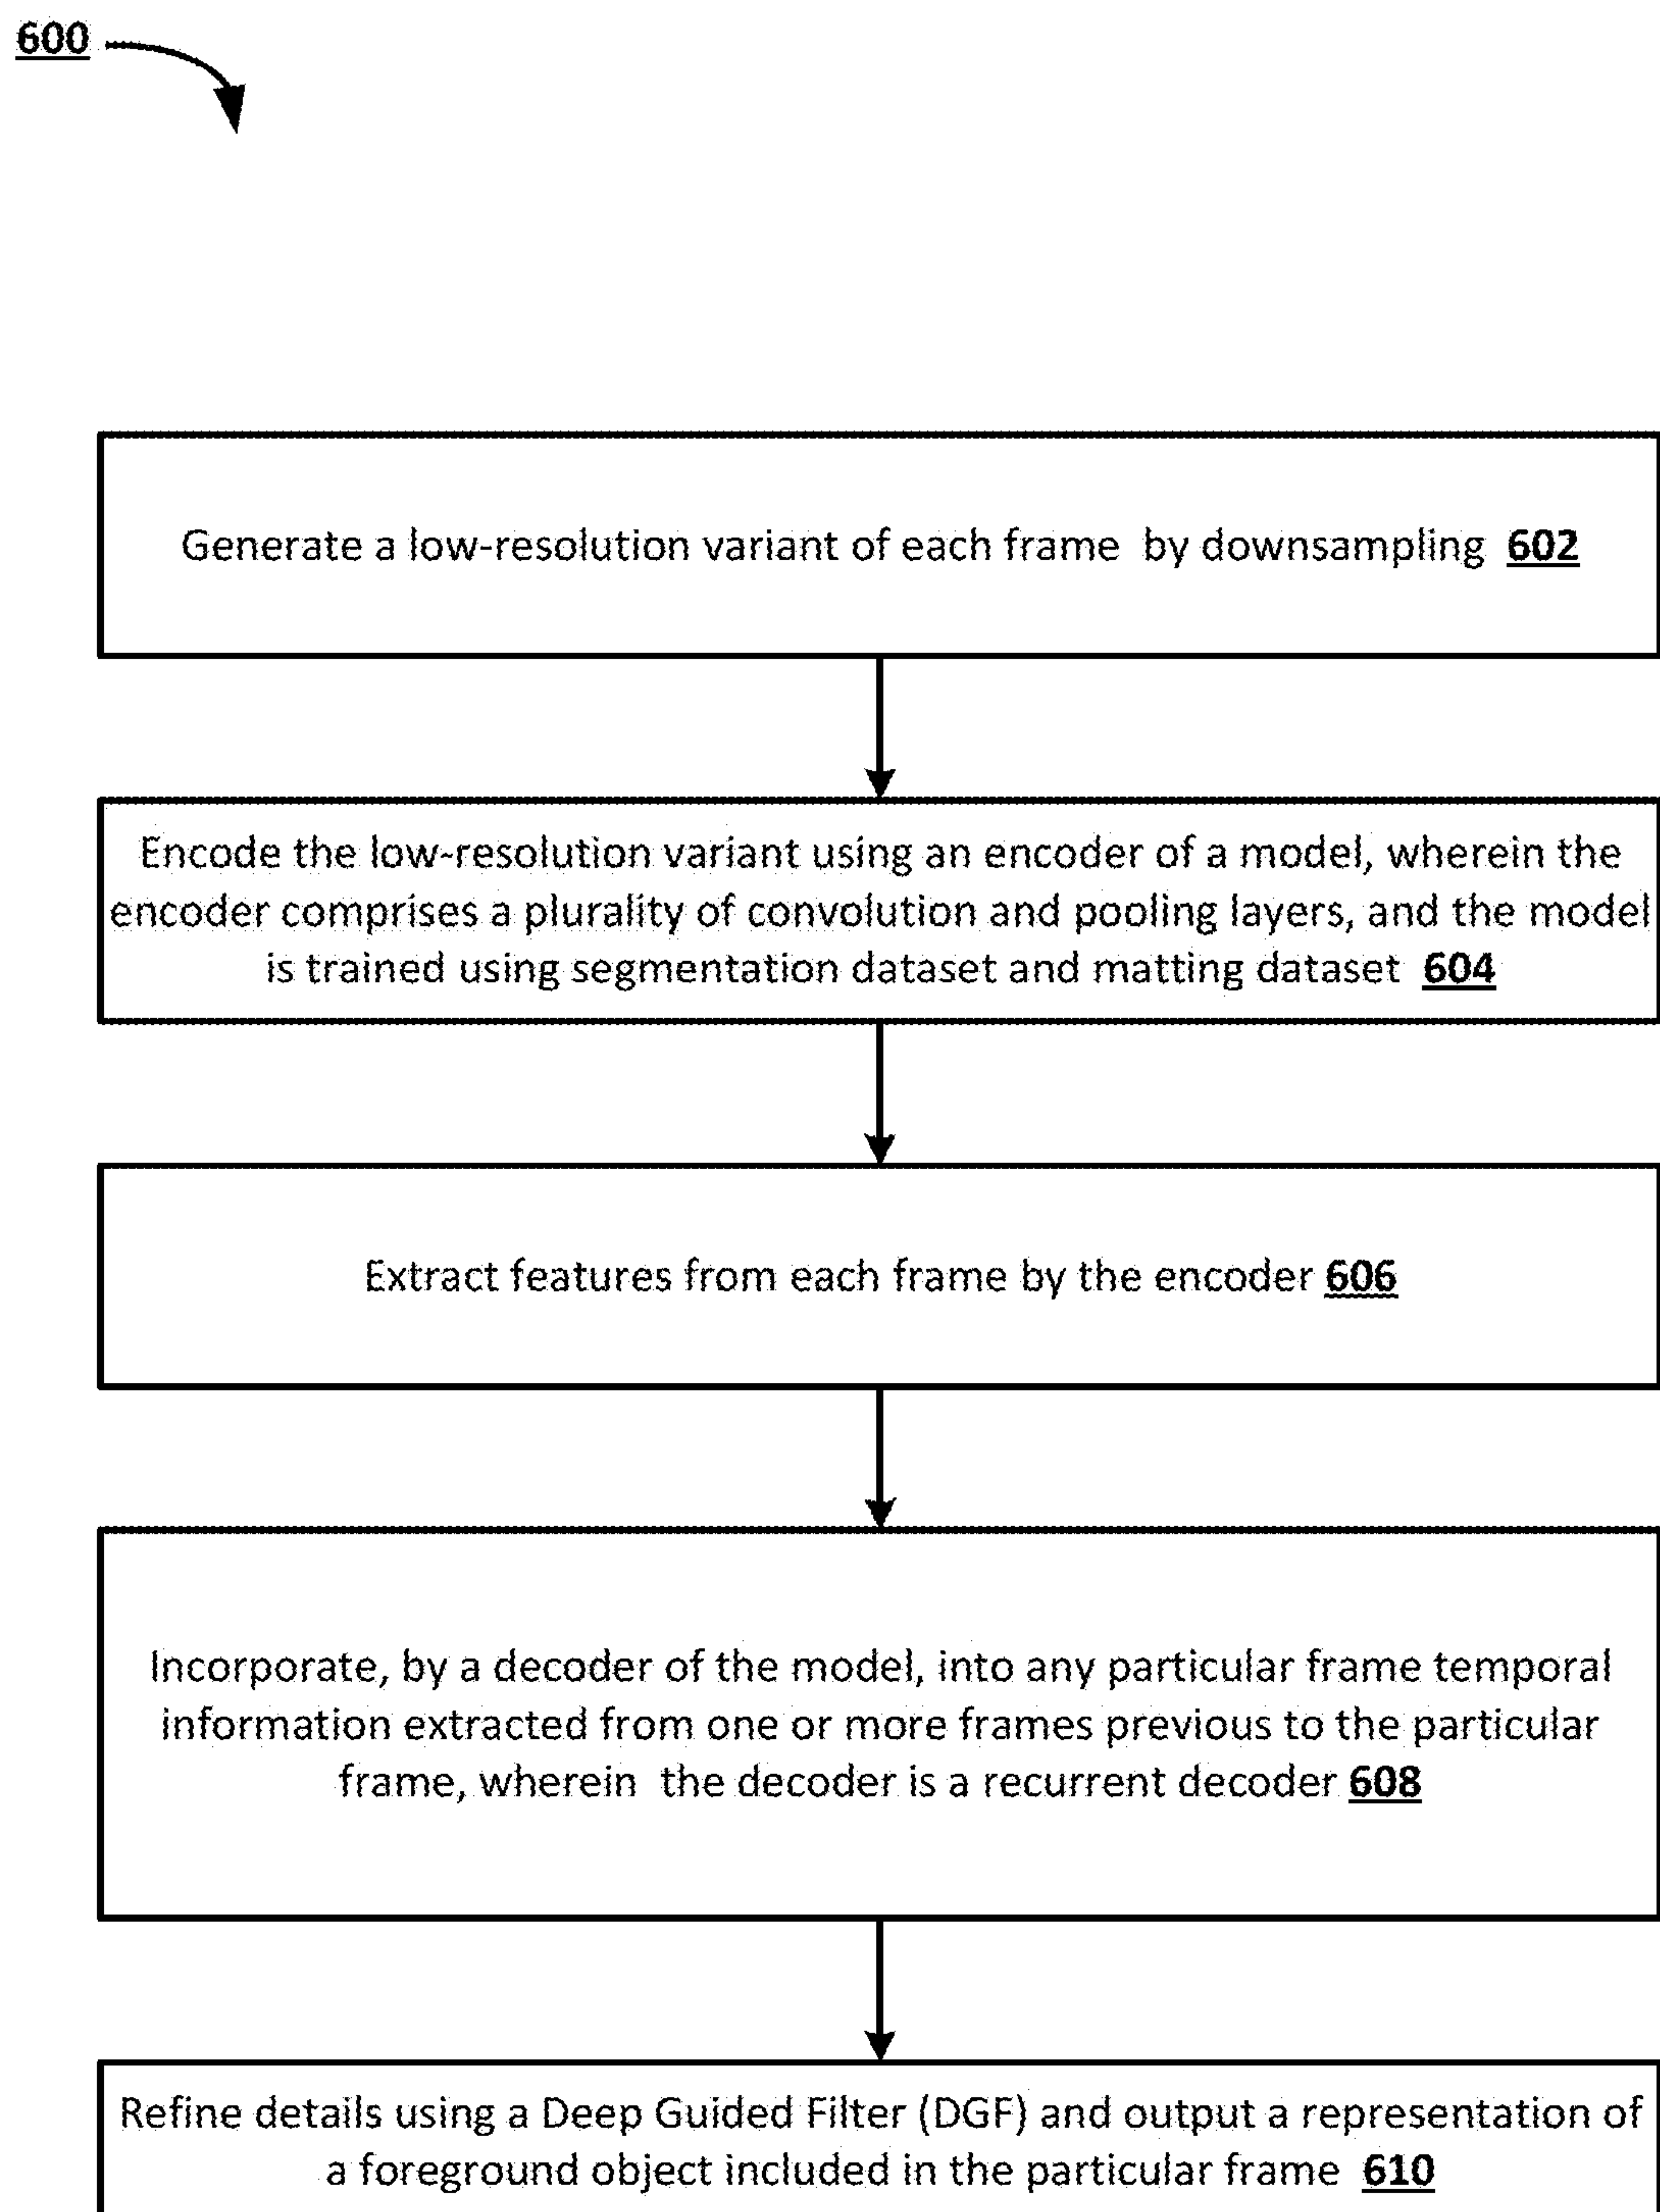 600
Generate a low-resolution variant of each frame by downsampling 602
Encode the low-resolution variant using an encoder of a model, wherein the
encoder comprises a plurality of convolution and pooling layers, and the model
is trained using segmentation dataset and matting dataset 604
Extract features from each frame by the encoder 606
Incorporate, by a decoder of the model, into any particular frame temporal
information extracted from one or more frames previous to the particular
frame, wherein the decoder is a recurrent decoder 608
Refine details using a Deep Guided Filter (DGF) and output a representation of
a foreground object included in the particular frame 610